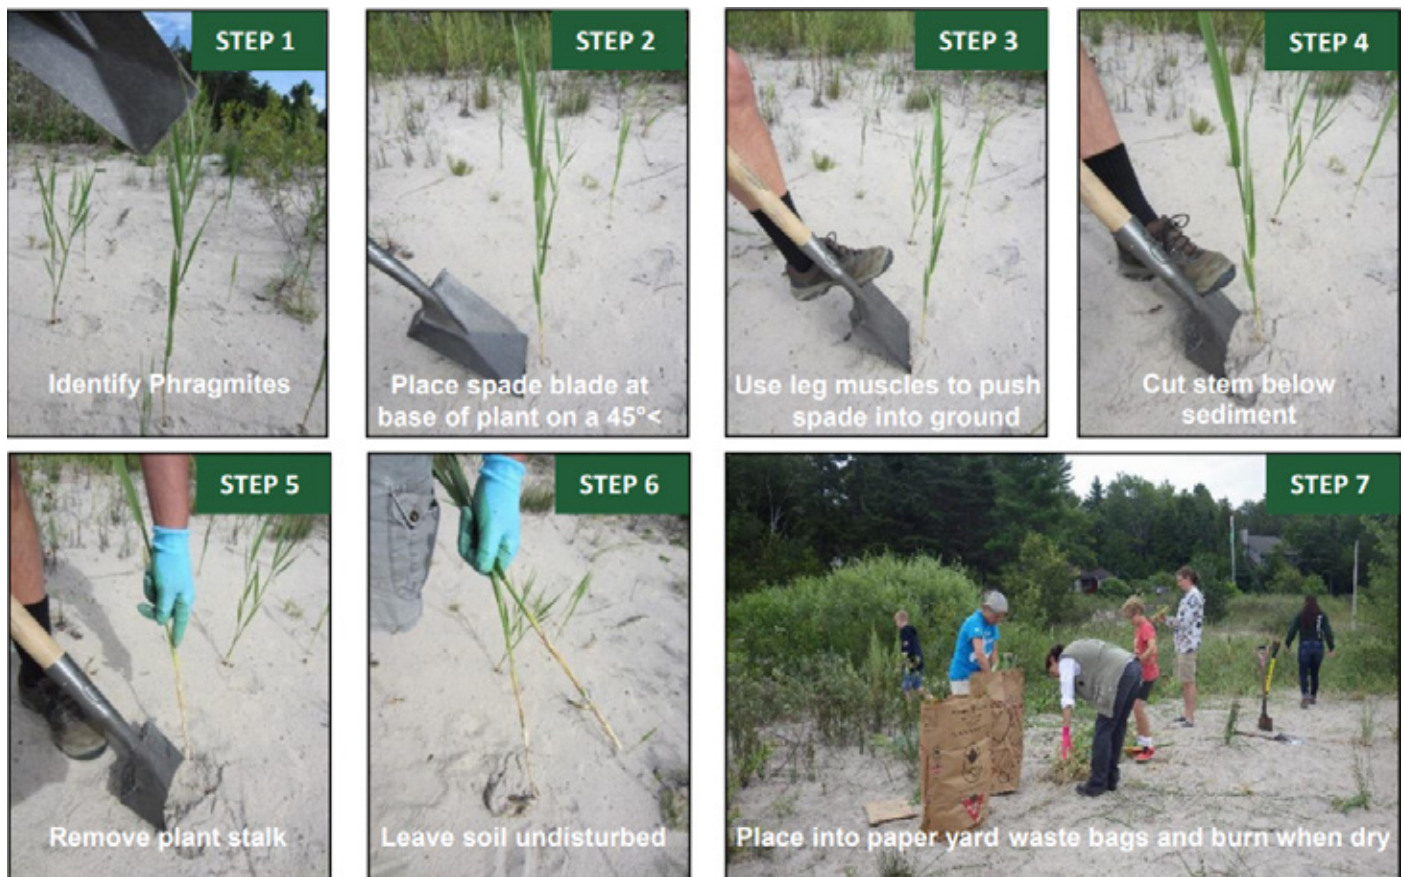 STEP 1
Identify Phragmites
STEP 2
Place spade blade at
base of plant on a 45°<
STEP 3
Use leg muscles to push
spade into ground
STEP 4
Cut stem below
sediment
STEP 5
Remove plant stalk
STEP 6
Leave soil undisturbed
STEP 7
Place into paper yard waste bags and burn when dry